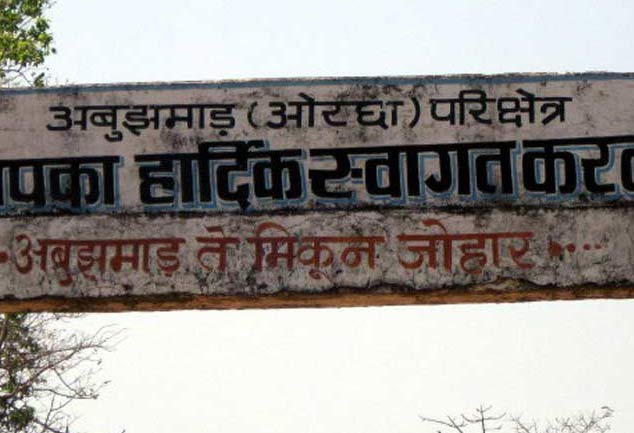 अबुझमाड़ (ओरछा) परिक्षेत्र
पका हार्दिक स्वागत कर
अबुझमाड़ ते मिकून जोहार....